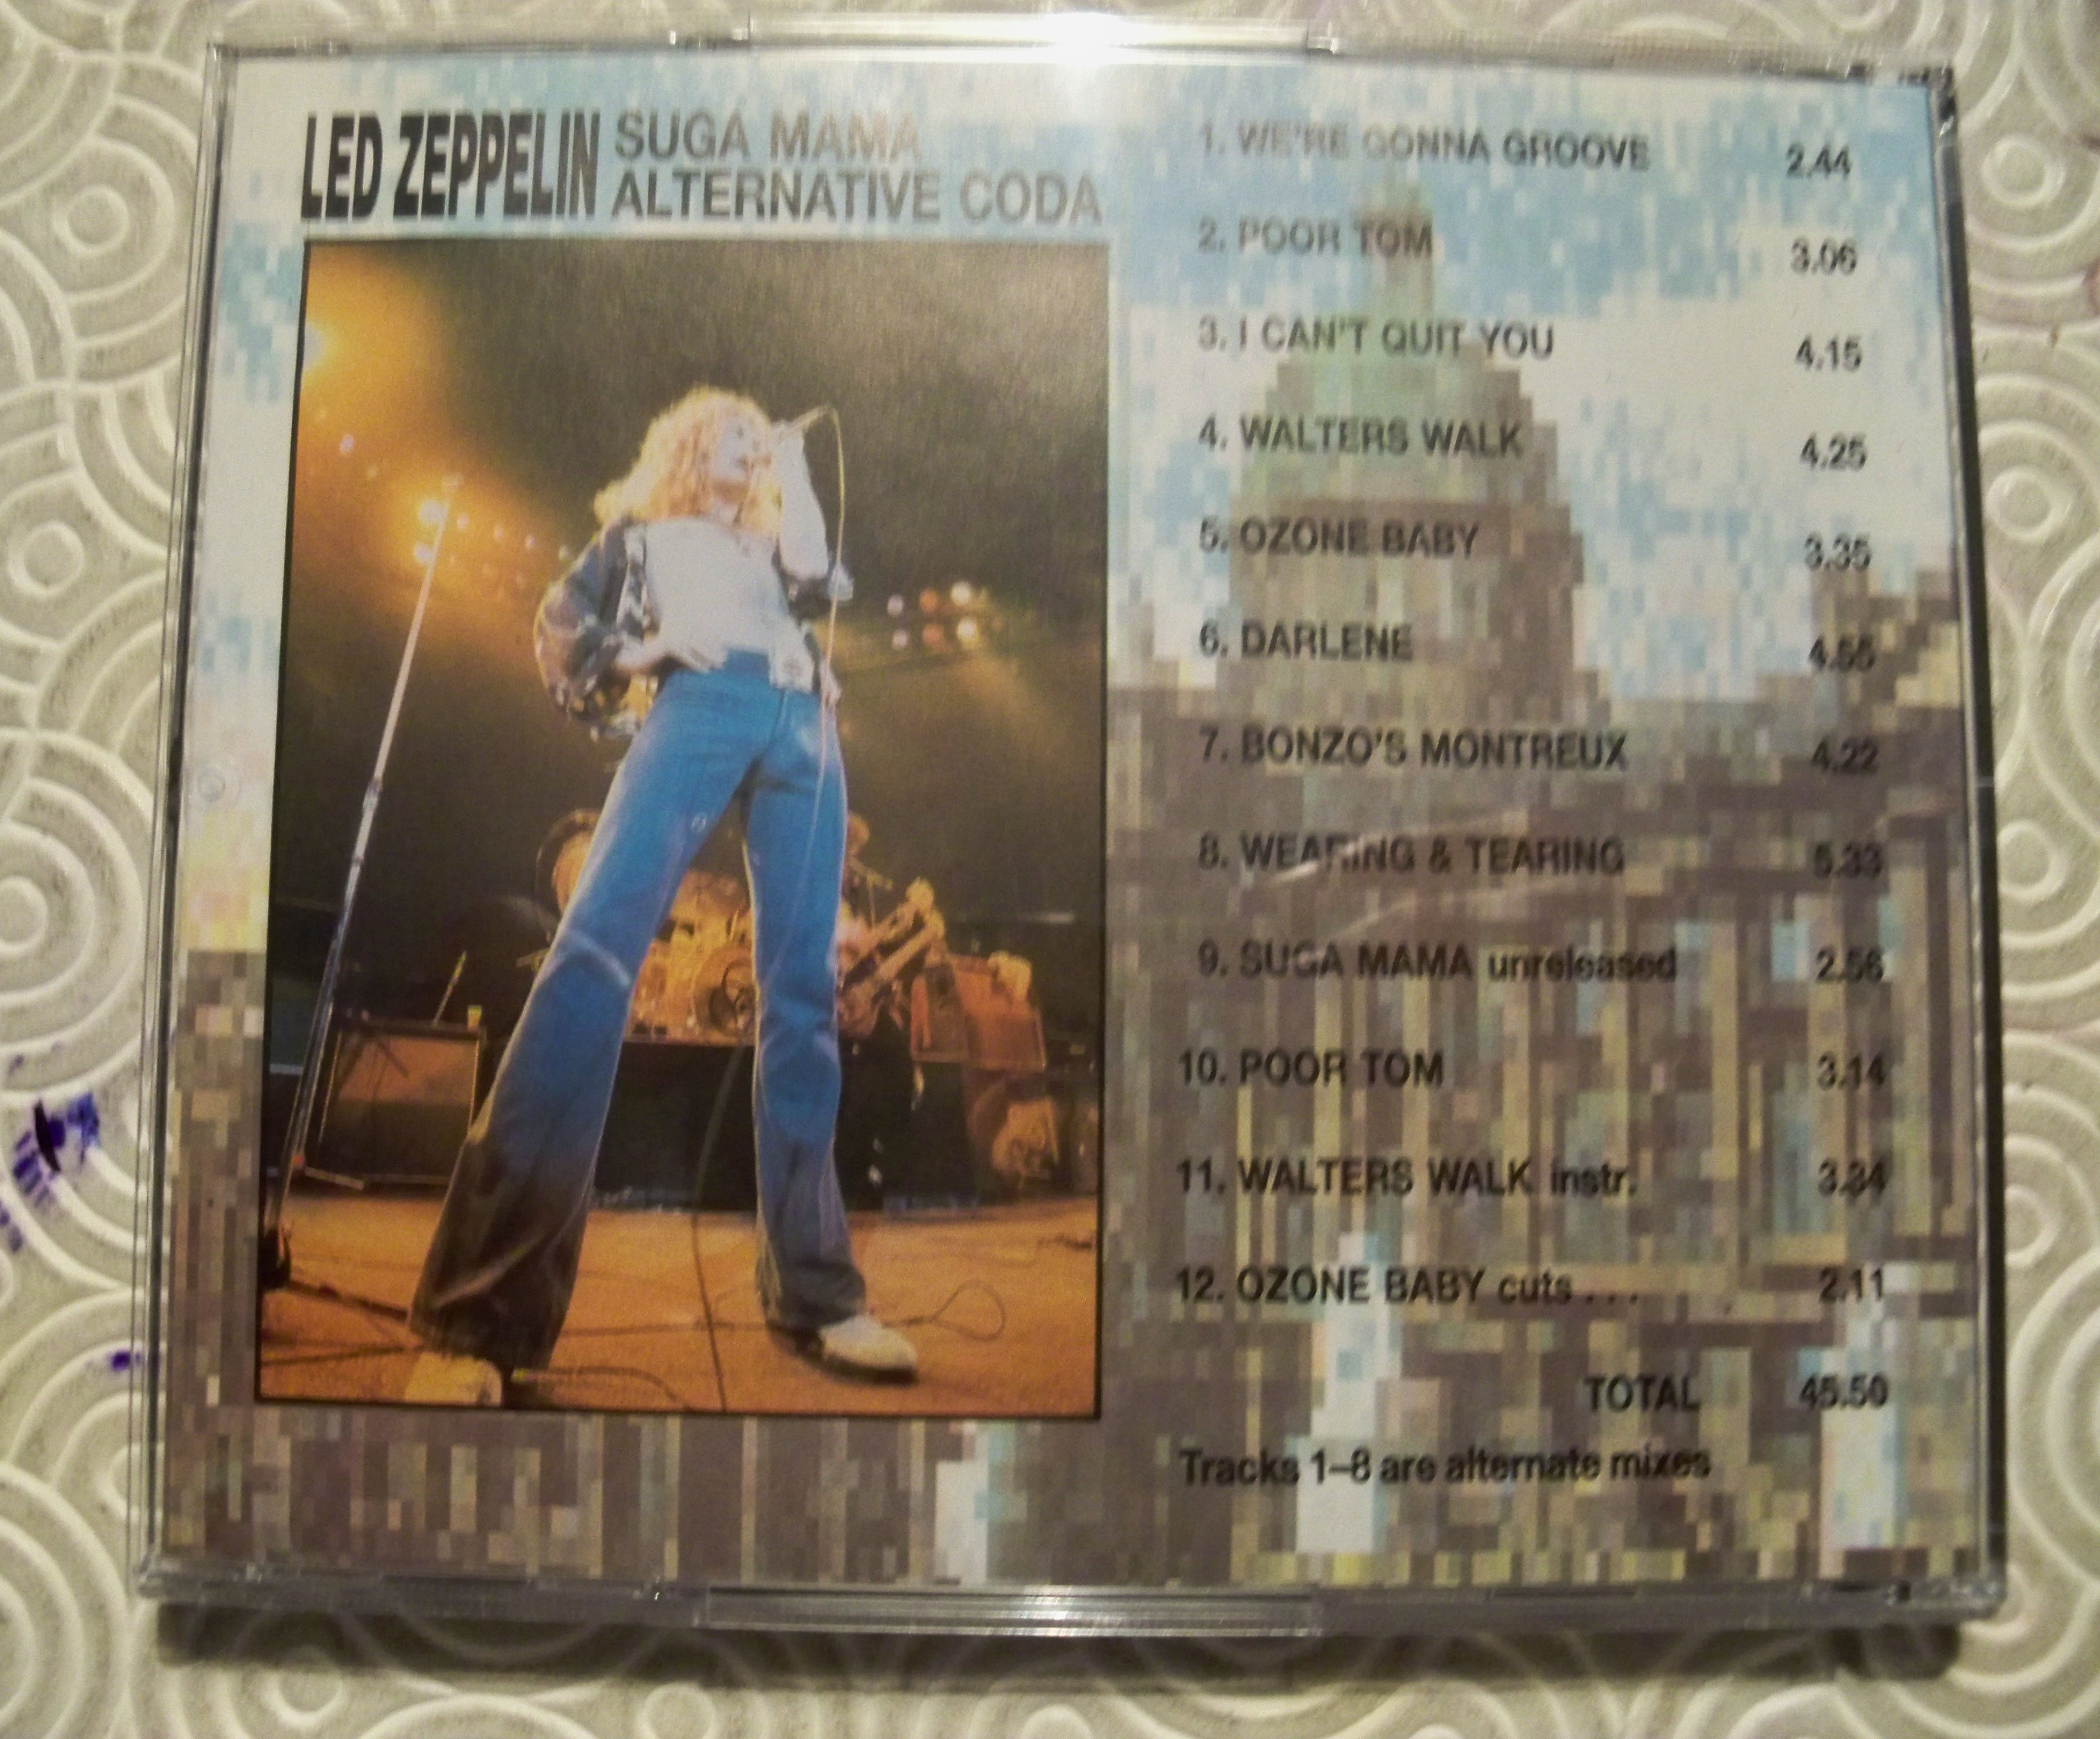 LED ZEPPELIN SUGA MAMA
ALTERNATIVE CODA
1. WE'RE GONNA GROOVE 2.44
2. POOR TOM 3.06
3. I CAN'T QUIT YOU 4.15
4. WALTERS WALK 4.25
5. OZONE BABY 3.35
6. DARLENE 4.55
7. BONZO'S MONTREUX 4.22
8. WEARING & TEARING 5.33
9. SUGA MAMA unreleased 2.56
10. POOR TOM 3.14
11. WALTERS WALK instr. 3.34
12. OZONE BABY cuts . . . 2.11
TOTAL 45.50
Tracks 1–8 are alternate mixes